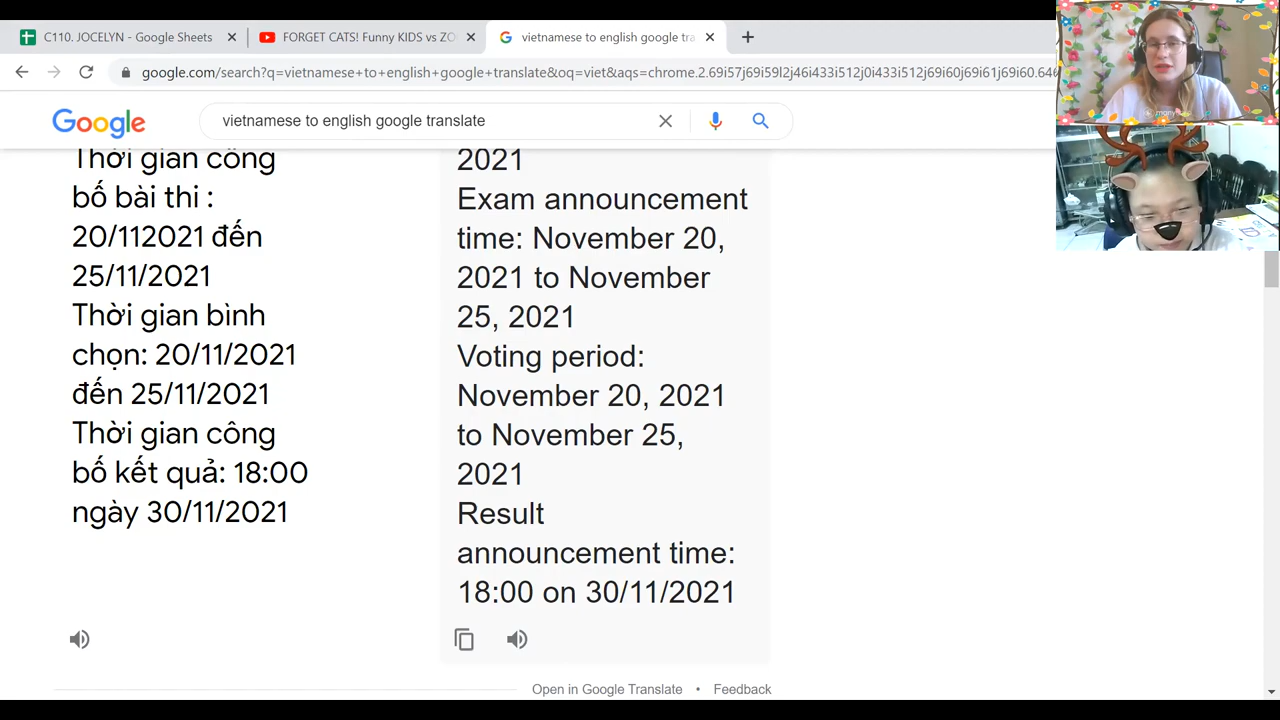 C110. JOCELYN - Google Sheets
FORGET CATS! Funny KIDS vs ZO
vietnamese to english google tra
google.com/search?q=vietnamese+to+english+google+translate&oq=viet&aqs=chrome.2.69i57j69i59l2j46i433i512j0i433i512j69i60j69i61j69i60.646
Google
vietnamese to english google translate
Thời gian công
bố bài thi :
20/112021 đến
25/11/2021
Thời gian bình
chọn: 20/11/2021
đến 25/11/2021
Thời gian công
bố kết quả: 18:00
ngày 30/11/2021
2021
Exam announcement
time: November 20,
2021 to November
25, 2021
Voting period:
November 20, 2021
to November 25,
2021
Result
announcement time:
18:00 on 30/11/2021
Open in Google Translate • Feedback